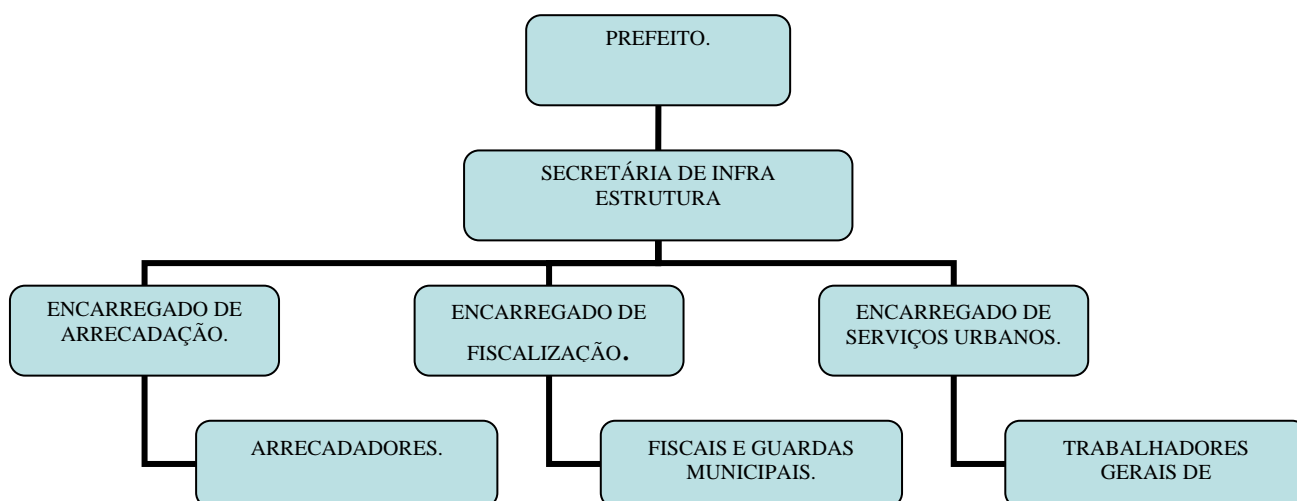 PREFEITO.
SECRETÁRIA DE INFRA
ESTRUTURA
ENCARREGADO DE
ARRECADAÇÃO.
ENCARREGADO DE
FISCALIZAÇÃO.
ENCARREGADO DE
SERVIÇOS URBANOS.
ARRECADADORES.
FISCAIS E GUARDAS
MUNICIPAIS.
TRABALHADORES
GERAIS DE